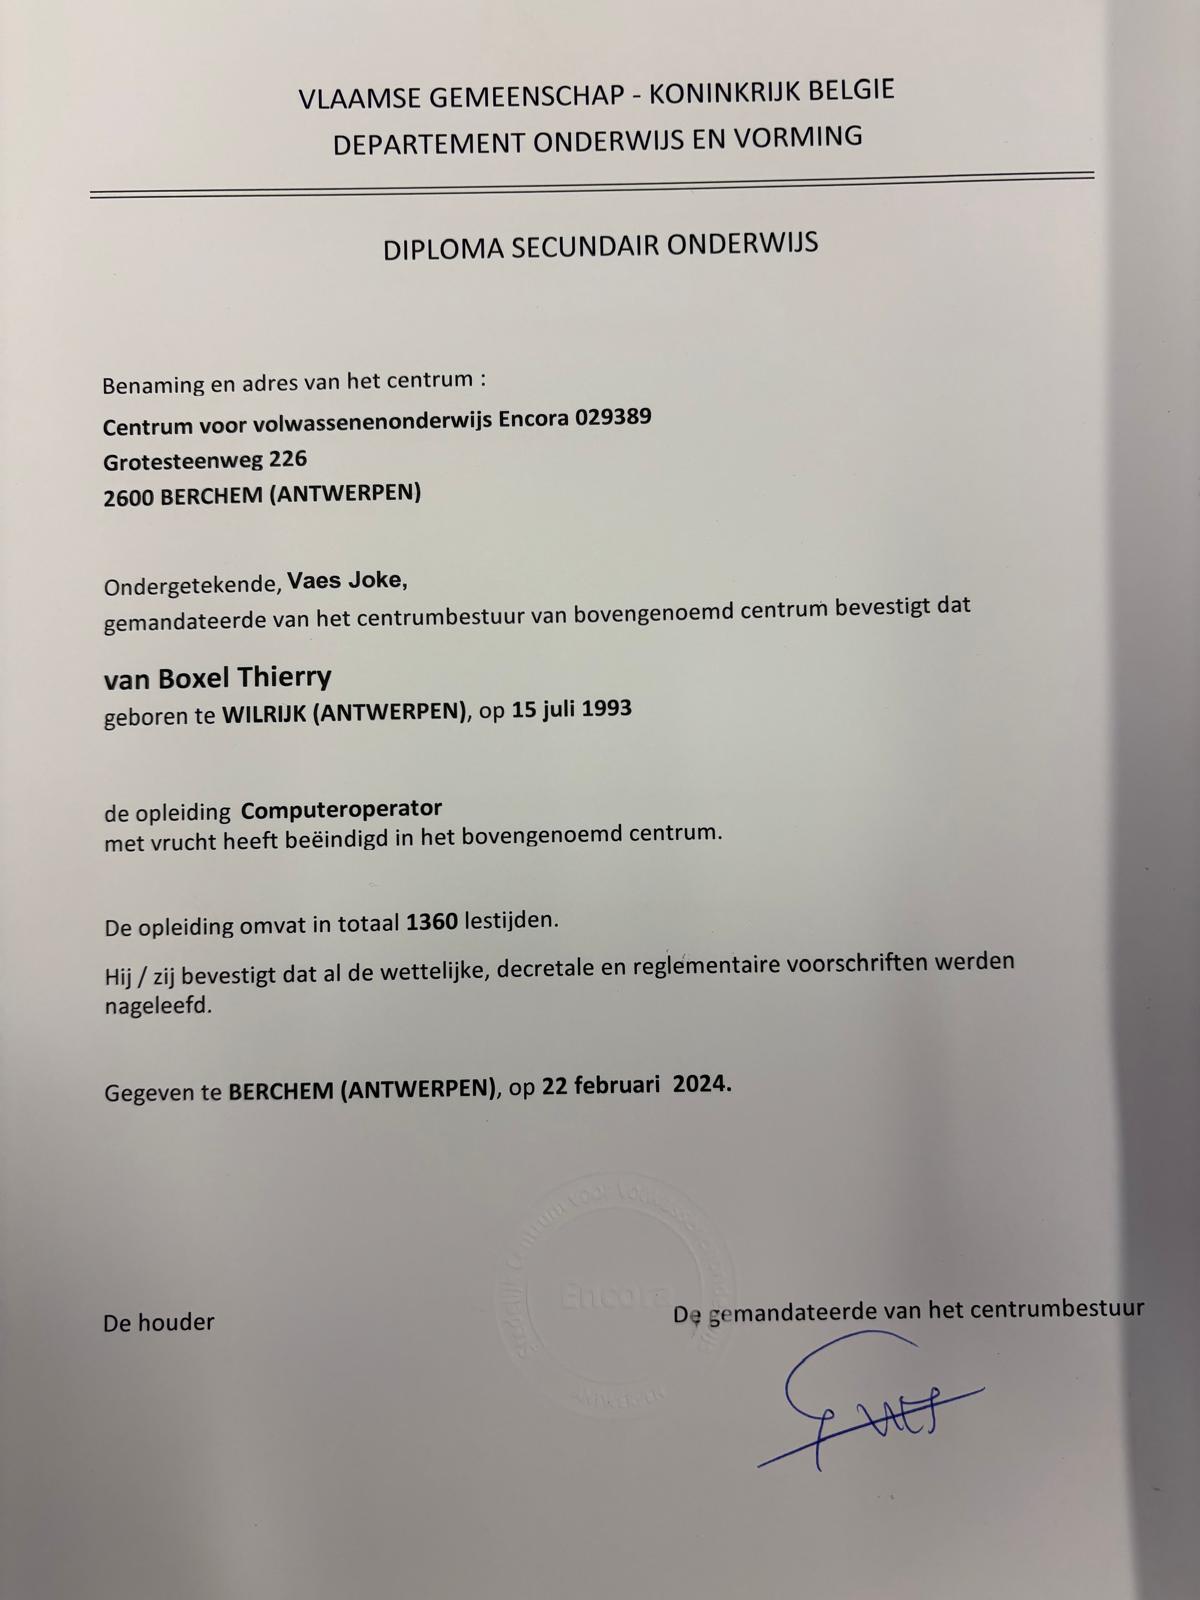 VLAAMSE GEMEENSCHAP - KONINKRIJK BELGIE
DEPARTEMENT ONDERWIJS EN VORMING
DIPLOMA SECUNDAIR ONDERWIJS
Benaming en adres van het centrum :
Centrum voor volwassenenonderwijs Encora 029389
Grotesteenweg 226
2600 BERCHEM (ANTWERPEN)
Ondergetekende, Vaes Joke,
gemandateerde van het centrumbestuur van bovengenoemd centrum bevestigt dat
van Boxel Thierry
geboren te WILRIJK (ANTWERPEN), op 15 juli 1993
de opleiding Computeroperator
met vrucht heeft beëindigd in het bovengenoemd centrum.
De opleiding omvat in totaal 1360 lestijden.
Hij / zij bevestigt dat al de wettelijke, decretale en reglementaire voorschriften werden
nageleefd.
Gegeven te BERCHEM (ANTWERPEN), op 22 februari 2024.
Centrum voor
Encora
ANTWERPEN
De houder
De gemandateerde van het centrumbestuur